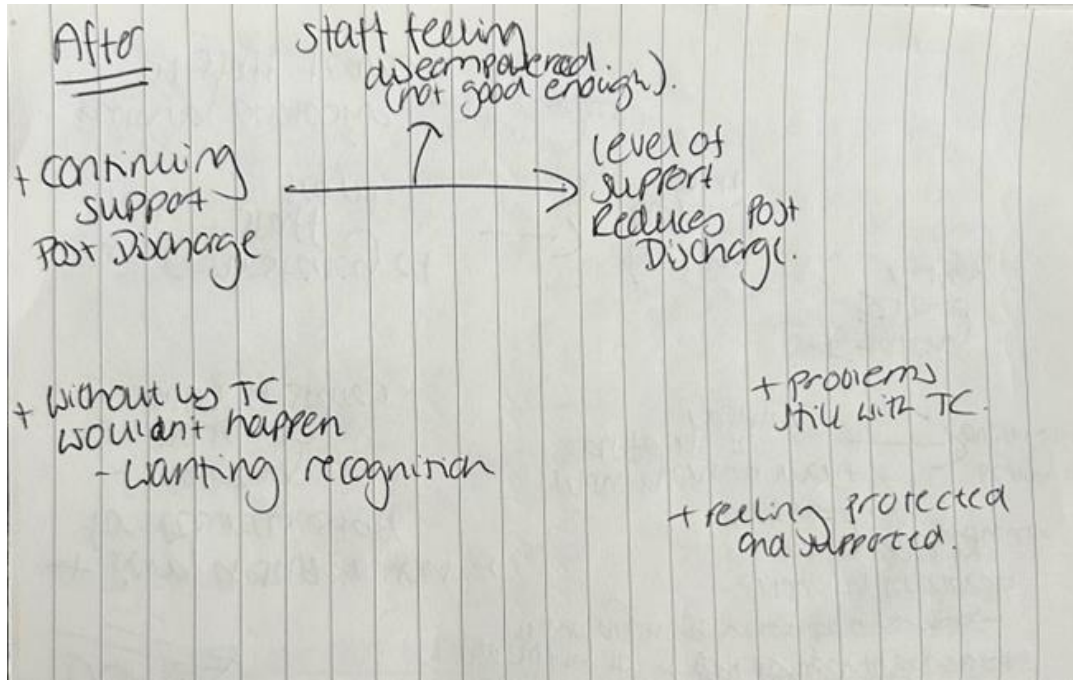 After
staff feeling
disempowered.
(not good enough).
+ continuing
support
Post Discharge
level of
support
Reduces Post
Discharge.
+ without us TC
wouldn't happen
- wanting recognition
+ problems
still with TC.
+ feeling protected
and supported.